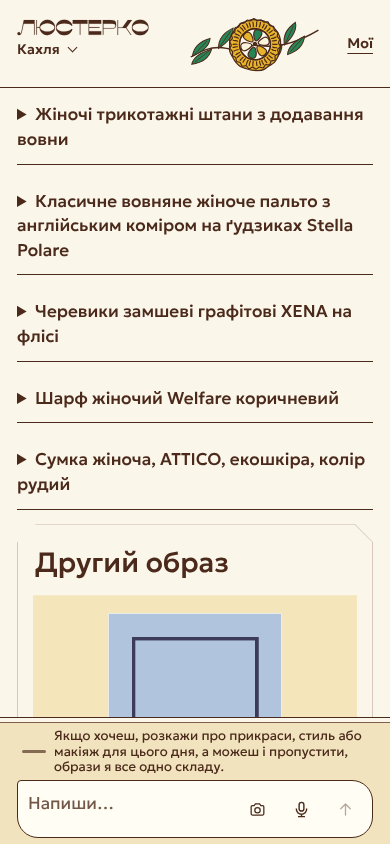 ЛЮСТЕРКО
Кахля
Мої
Жіночі трикотажні штани з додавання
вовни
Класичне вовняне жіноче пальто з
англійським коміром на ґудзиках Stella
Polare
Черевики замшеві графітові XENA на
флісі
Шарф жіночий Welfare коричневий
Сумка жіноча, ATTICO, екошкіра, колір
рудий
Другий образ
Якщо хочеш, розкажи про прикраси, стиль або
макіяж для цього дня, а можеш і пропустити,
образи я все одно складу.
Напиши...